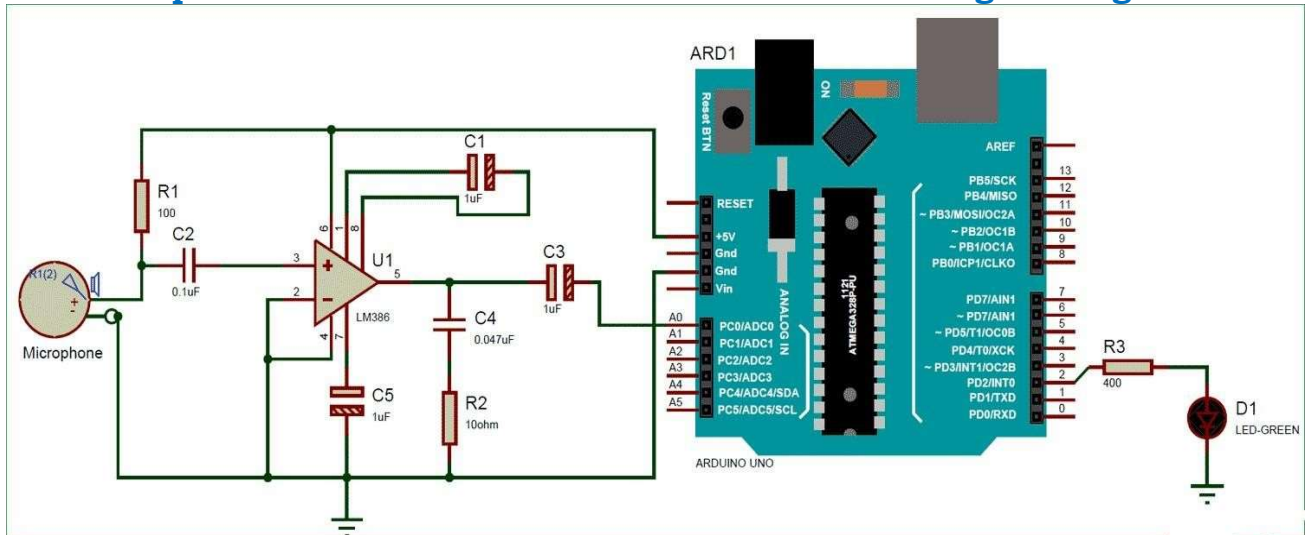 ARD1
Reset BTN
ON
AREF
13
PB5/SCK
12
PB4/MISO
11
~ PB3/MOSI/OC2A
10
~ PB2/OC1B
9
~ PB1/OC1A
8
PB0/ICP1/CLKO
RESET
+5V
Gnd
Gnd
Vin
ANALOG IN
1121
ATMEGA328P-PU
A0
PC0/ADC0
A1
PC1/ADC1
A2
PC2/ADC2
A3
PC3/ADC3
A4
PC4/ADC4/SDA
A5
PC5/ADC5/SCL
7
PD7/AIN1
6
~ PD7/AIN1
5
~ PD5/T1/OC0B
4
PD4/T0/XCK
3
~ PD3/INT1/OC2B
2
PD2/INT0
1
PD1/TXD
0
PD0/RXD
ARDUINO UNO
C1
1uF
R1
100
C2
0.1uF
R1(2)
+
-
Microphone
6
1
8
3
+
2
-
4
7
5
U1
LM386
C3
1uF
C4
0.047uF
C5
1uF
R2
10ohm
R3
400
D1
LED-GREEN